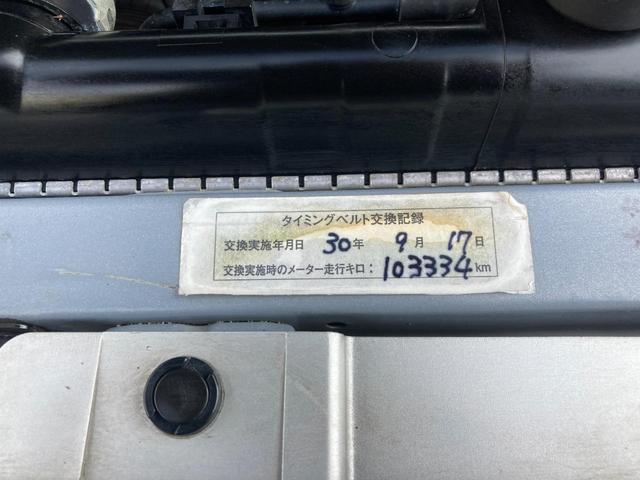 タイミングベルト交換記録
交換実施年月日 30年 9月 17日
交換実施時のメーター走行キロ：103334km